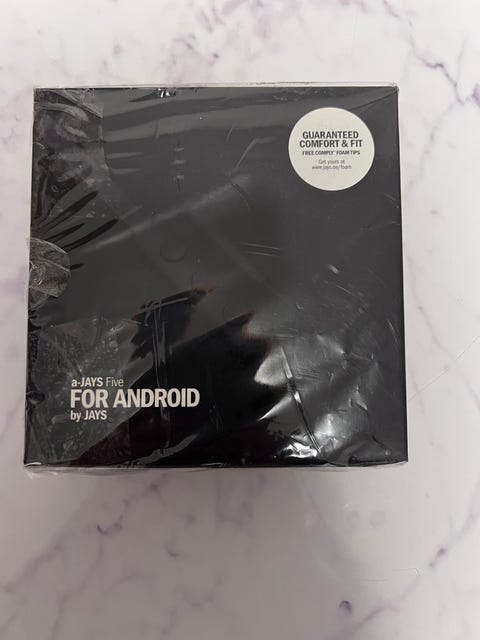 GUARANTEED
COMFORT & FIT
FREE COMPLY™ FOAM TIPS
Get yours at
www.jays.se/foam
a-JAYS Five
FOR ANDROID
by JAYS